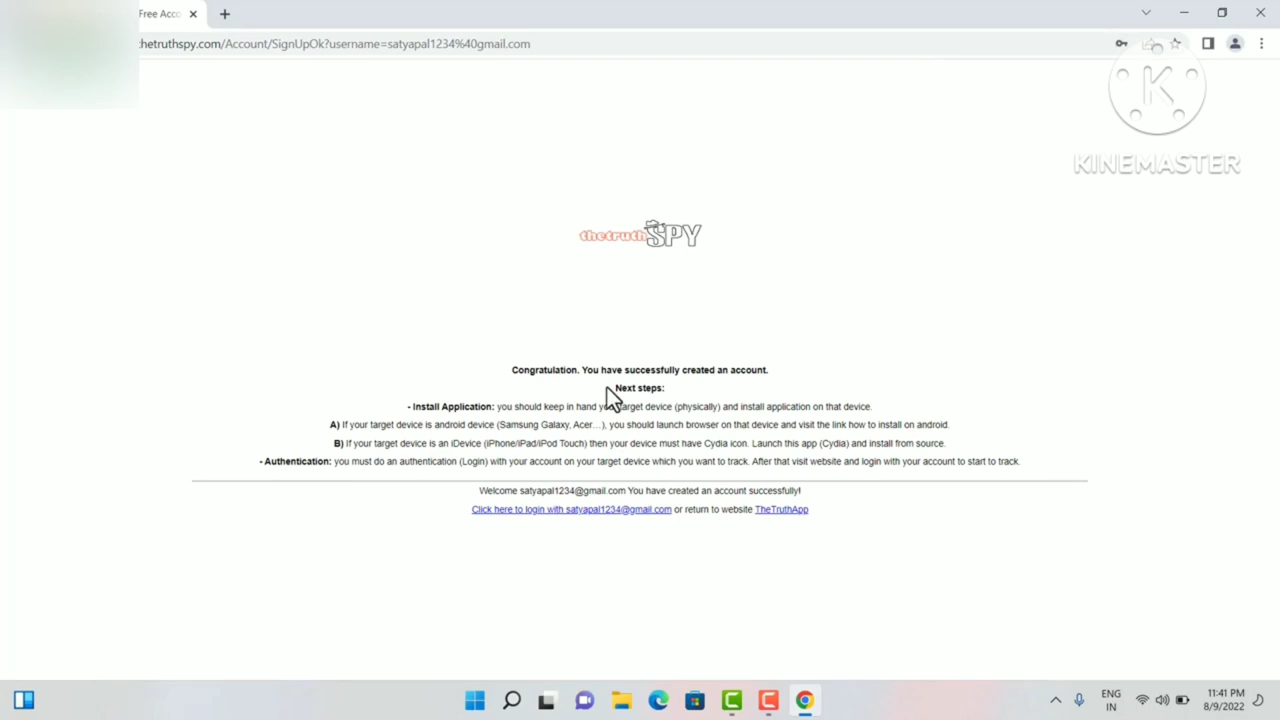 Free Acco
thetruthspy.com/Account/SignUpOk?username=satyapal1234%40gmail.com
K
KINEMASTER
thetruthSPY
Congratulation. You have successfully created an account.
Next steps:
- Install Application: you should keep in hand target device (physically) and install application on that device.
A) If your target device is android device (Samsung Galaxy, Acer...), you should launch browser on that device and visit the link how to install on android.
B) If your target device is an iDevice (iPhone/iPad/iPod Touch) then your device must have Cydia icon. Launch this app (Cydia) and install from source.
- Authentication: you must do an authentication (Login) with your account on your target device which you want to track. After that visit website and login with your account to start to track.
Welcome satyapal1234@gmail.com You have created an account successfully!
Click here to login with satyapal1234@gmail.com or return to website TheTruthApp
ENG
IN
11:41 PM
8/9/2022